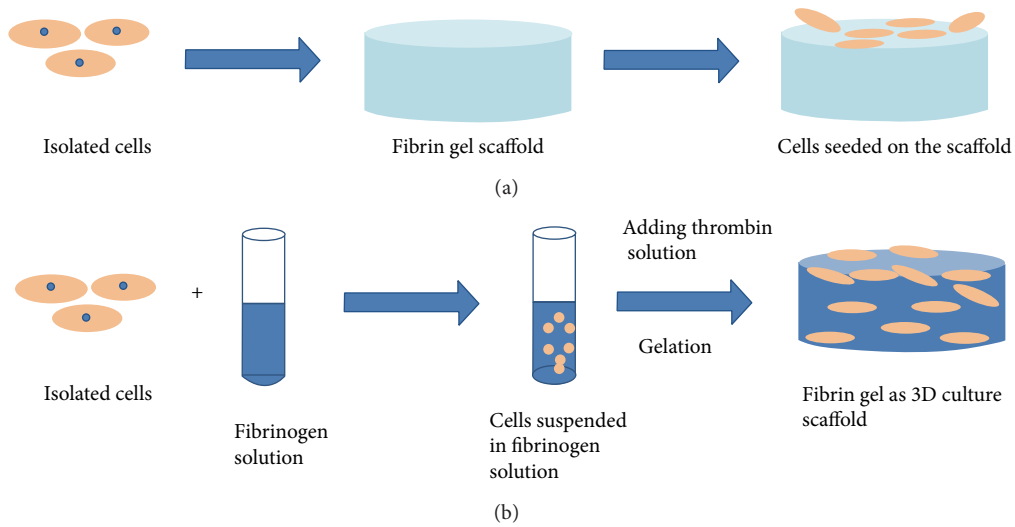 Isolated cells
Fibrin gel scaffold
Cells seeded on the scaffold
(a)
Adding thrombin
solution
+
Gelation
Isolated cells
Fibrinogen
solution
Cells suspended
in fibrinogen
solution
Fibrin gel as 3D culture
scaffold
(b)